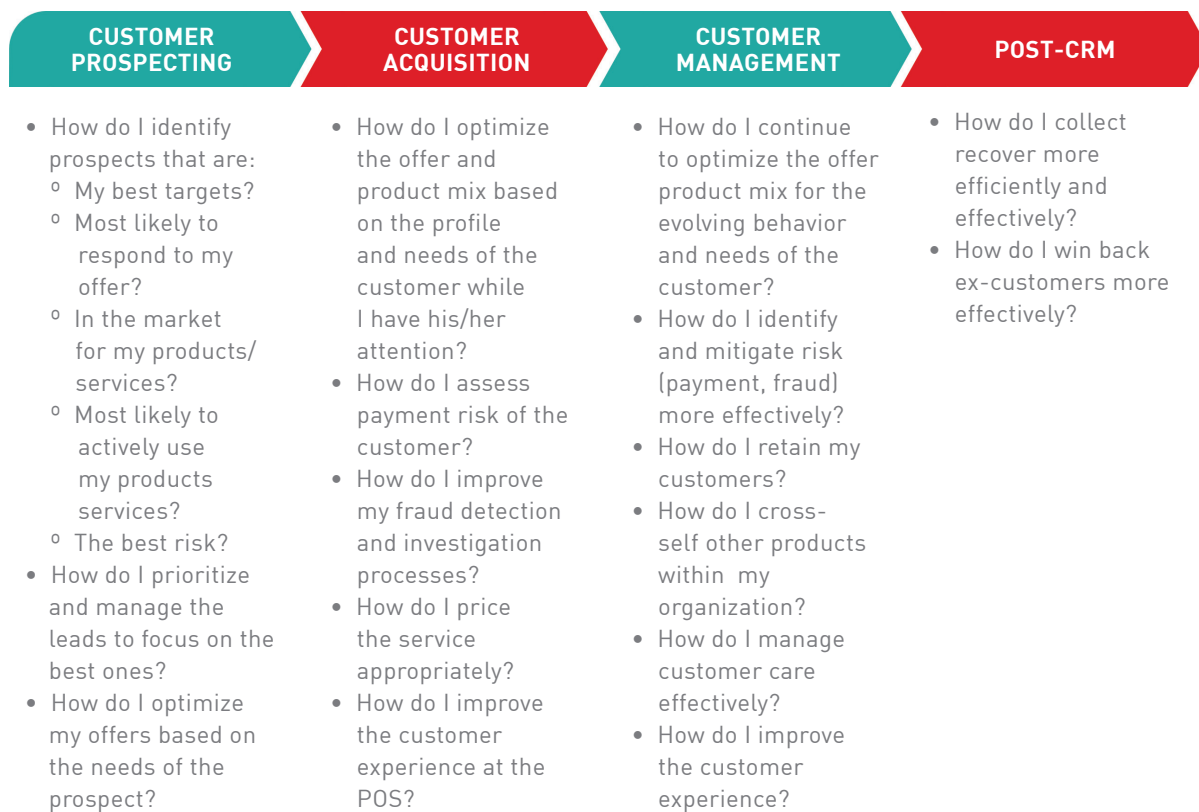 CUSTOMER
PROSPECTING
• How do I identify
prospects that are:
º My best targets?
º Most likely to
respond to my
offer?
º In the market
for my products/
services?
º Most likely to
actively use
my products
services?
º The best risk?
• How do I prioritize
and manage the
leads to focus on the
best ones?
• How do I optimize
my offers based on
the needs of the
prospect?
CUSTOMER
ACQUISITION
• How do I optimize
the offer and
product mix based
on the profile
and needs of the
customer while
I have his/her
attention?
• How do I assess
payment risk of the
customer?
• How do I improve
my fraud detection
and investigation
processes?
• How do I price
the service
appropriately?
• How do I improve
the customer
experience at the
POS?
CUSTOMER
MANAGEMENT
• How do I continue
to optimize the offer
product mix for the
evolving behavior
and needs of the
customer?
• How do I identify
and mitigate risk
(payment, fraud)
more effectively?
• How do I retain my
customers?
• How do I cross-
self other products
within my
organization?
• How do I manage
customer care
effectively?
• How do I improve
the customer
experience?
POST-CRM
• How do I collect
recover more
efficiently and
effectively?
• How do I win back
ex-customers more
effectively?